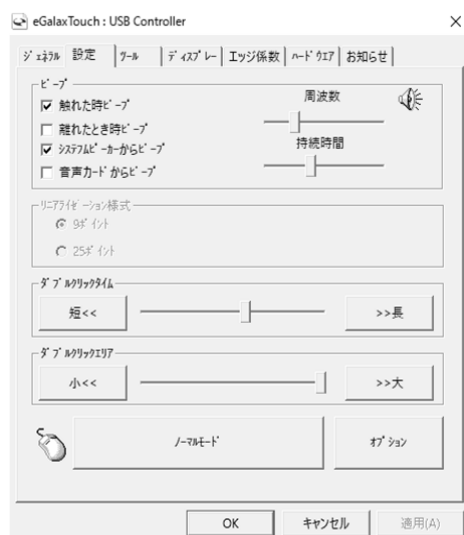 eGalaxTouch : USB Controller
ｼﾞｪﾈﾗﾙ 設定 ﾂｰﾙ ﾃﾞｨｽﾌﾟﾚｰ エッジ係数 ﾊｰﾄﾞｳｴｱ お知らせ
ﾋﾞｰﾌﾟ
触れた時ﾋﾞｰﾌﾟ
離れたとき時ﾋﾞｰﾌﾟ
ｼｽﾃﾌﾑﾋﾟｰｶｰからﾋﾞｰﾌﾟ
音声ｶｰﾄﾞからﾋﾞｰﾌﾟ
周波数
持続時間
ﾘﾆｱﾗｲｾﾞｰｼｮﾝ様式
9ﾎﾟｲﾝﾄ
25ﾎﾟｲﾝﾄ
ﾀﾞﾌﾞﾙｸﾘｯｸﾀｲﾑ
短<< >>長
ﾀﾞﾌﾞﾙｸﾘｯｸｴﾘｱ
小<< >>大
ﾉｰﾏﾙﾓｰﾄﾞ ｵﾌﾟｼｮﾝ
OK キャンセル 適用(A)